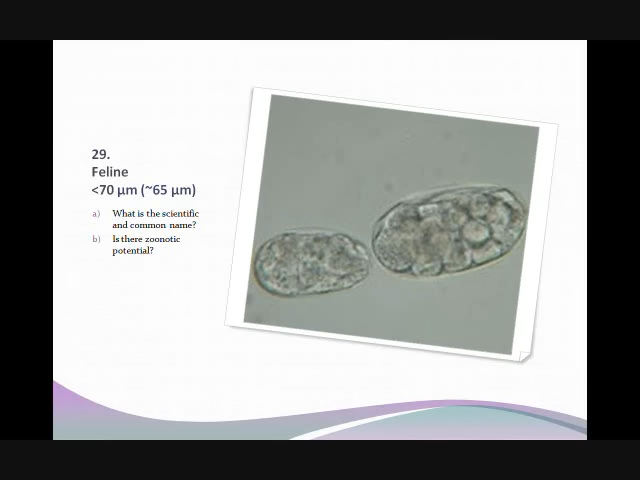 29.
Feline
<70 μm (~65 μm)
a) What is the scientific
and common name?
b) Is there zoonotic
potential?